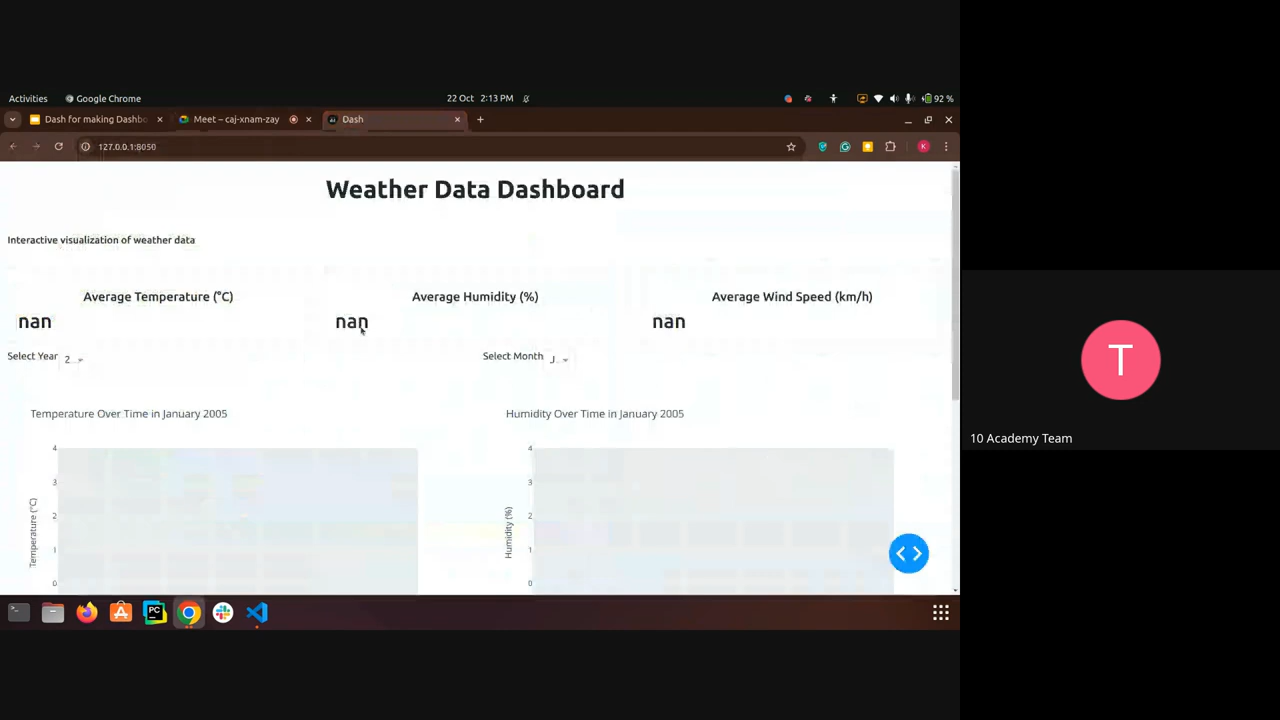 Activities
Google Chrome
22 Oct 2:13 PM
92 %
Dash for making Dashbo
Meet – caj-xnam-zay
Dash
127.0.0.1:8050
K
Weather Data Dashboard
Interactive visualization of weather data
Average Temperature (°C)
nan
Average Humidity (%)
nan
Average Wind Speed (km/h)
nan
Select Year
2
Select Month
J
Temperature Over Time in January 2005
4
3
2
1
0
Temperature (°C)
Humidity Over Time in January 2005
4
3
2
1
0
Humidity (%)
PC
T
10 Academy Team